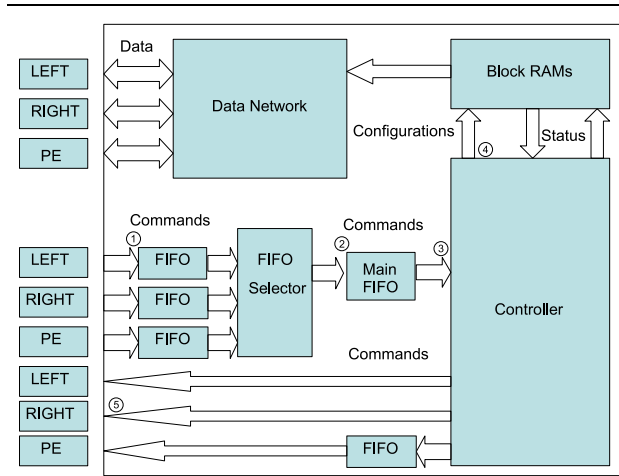 Data
LEFT
RIGHT
PE
Data Network
Block RAMs
Configurations
Status
4
Commands
1
LEFT
RIGHT
PE
FIFO
FIFO
FIFO
FIFO
Selector
Commands
2
Main
FIFO
3
Controller
Commands
LEFT
RIGHT
5
PE
FIFO